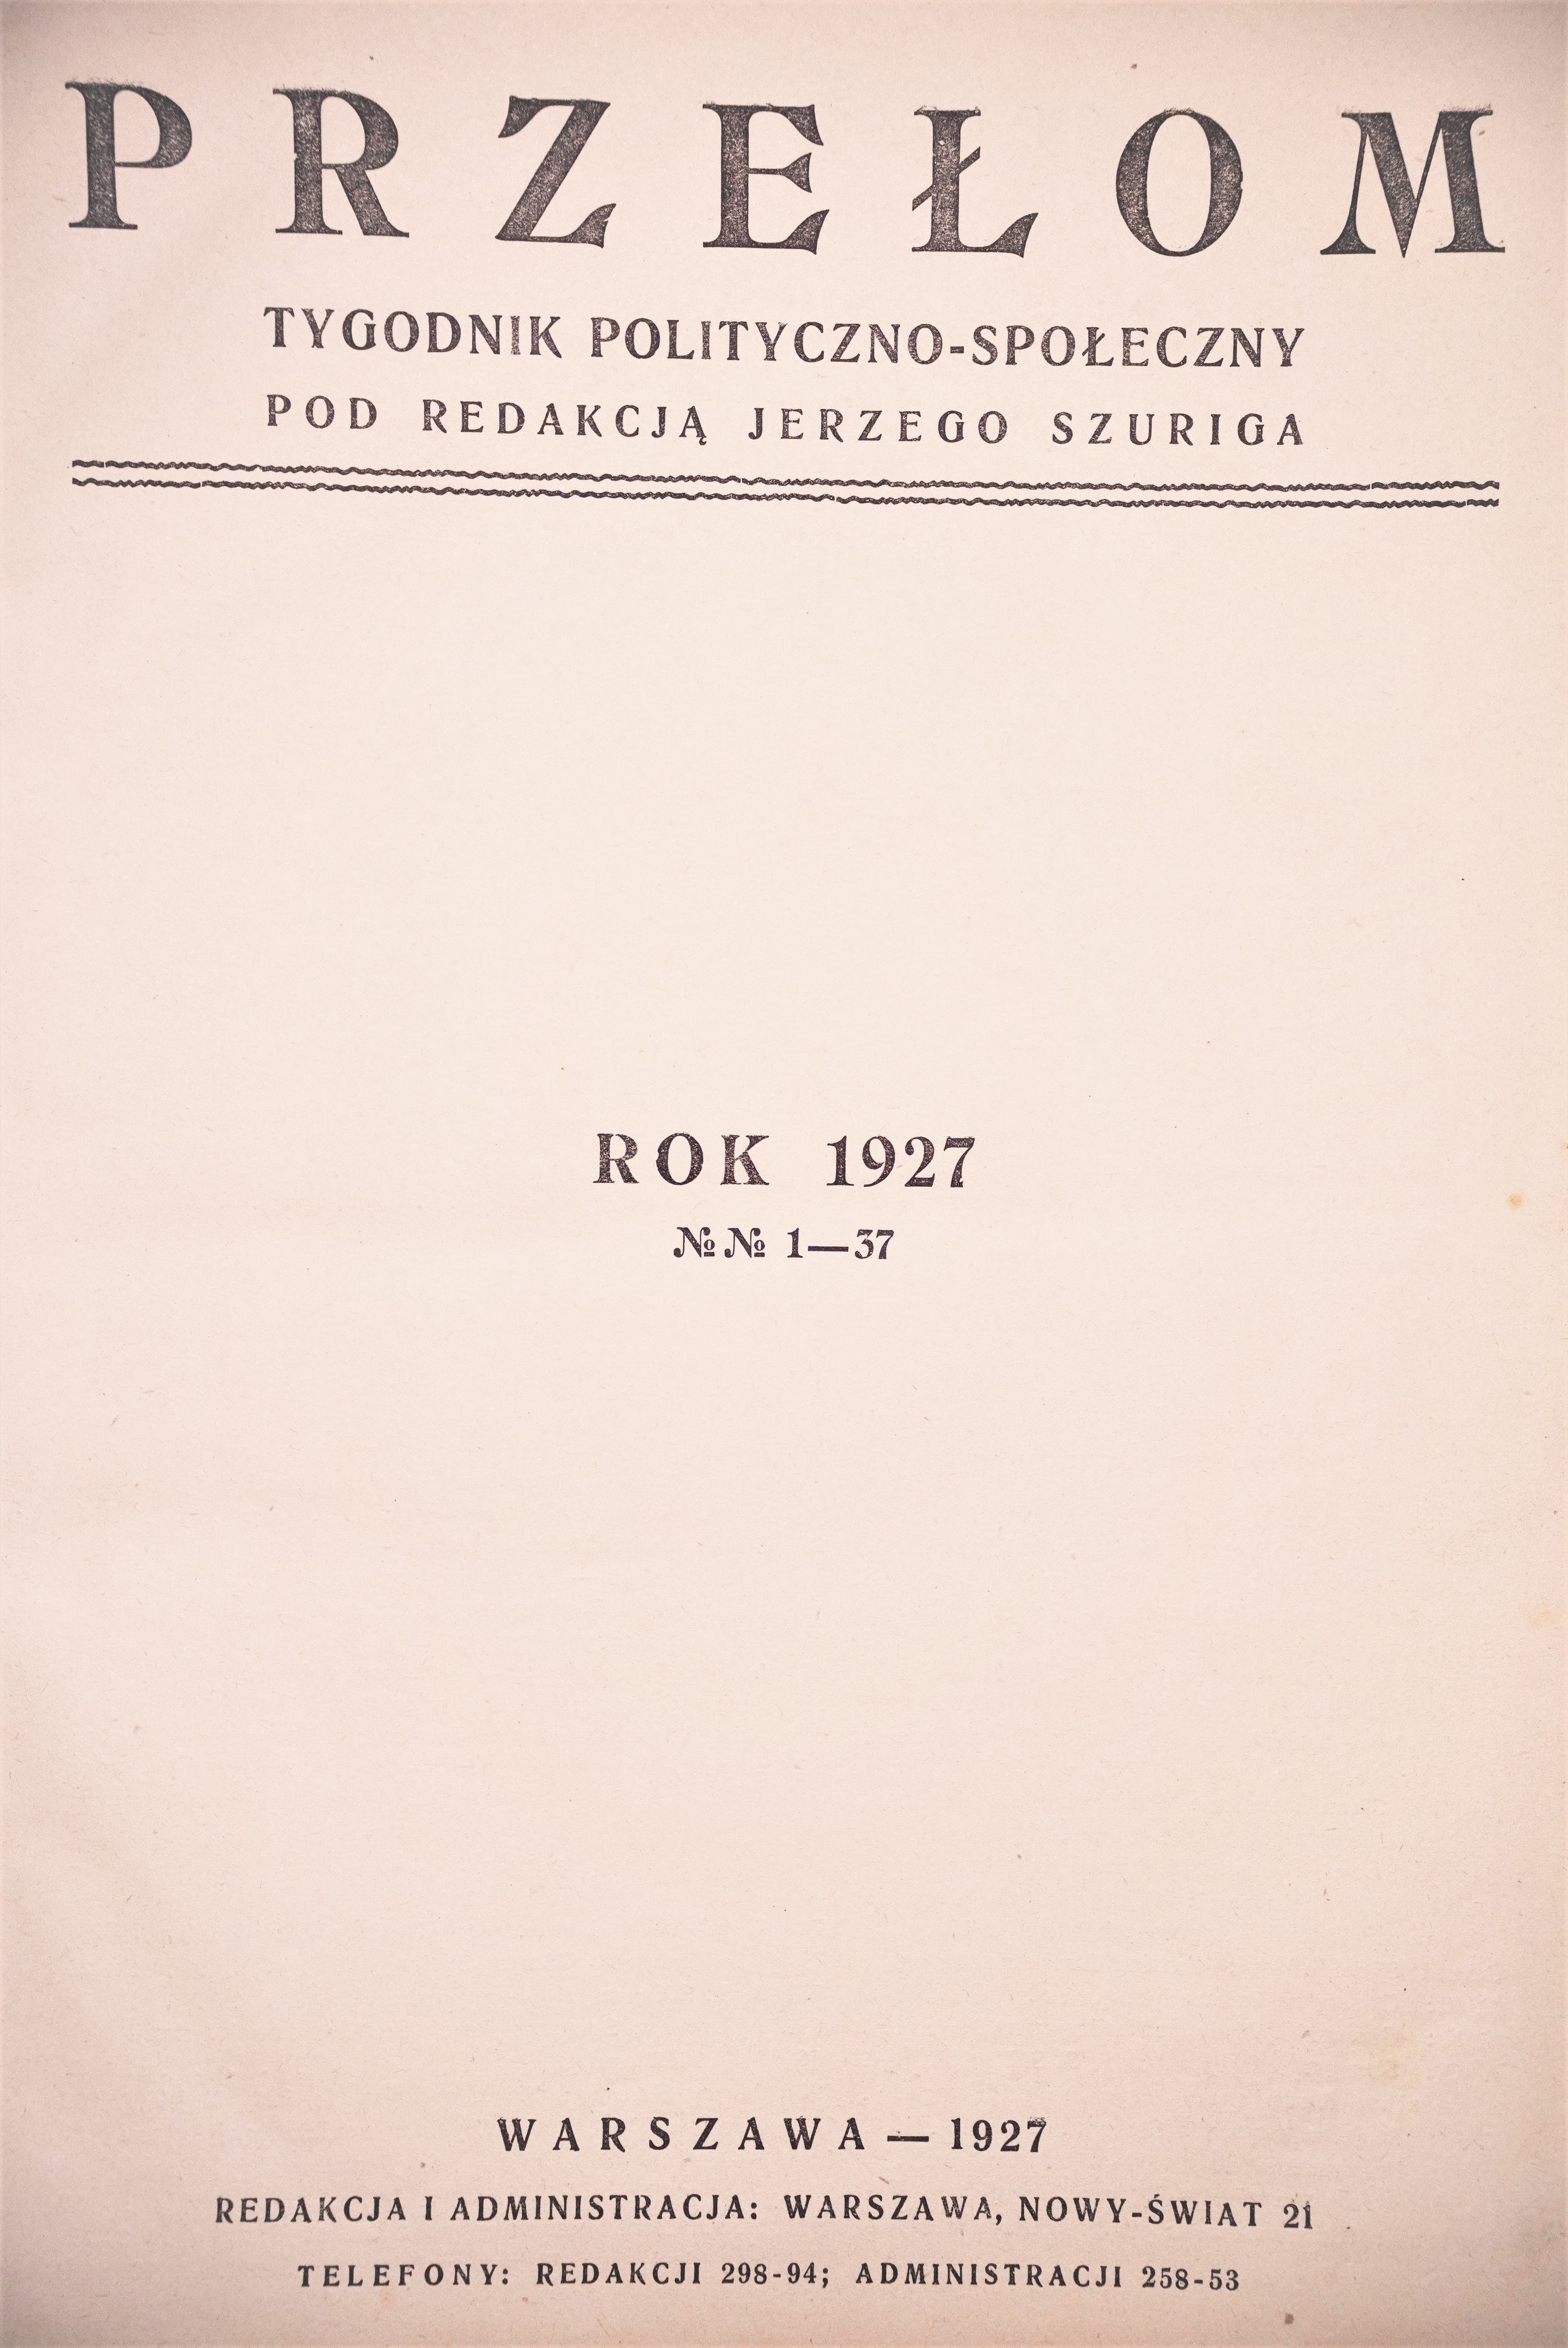 PRZEŁOM
TYGODNIK POLITYCZNO-SPOŁECZNY
POD REDAKCJĄ JERZEGO SZURIGA
ROK 1927
№№ 1—37
WARSZAWA — 1927
REDAKCJA I ADMINISTRACJA: WARSZAWA, NOWY-ŚWIAT 21
TELEFONY: REDAKCJI 298-94; ADMINISTRACJI 258-53